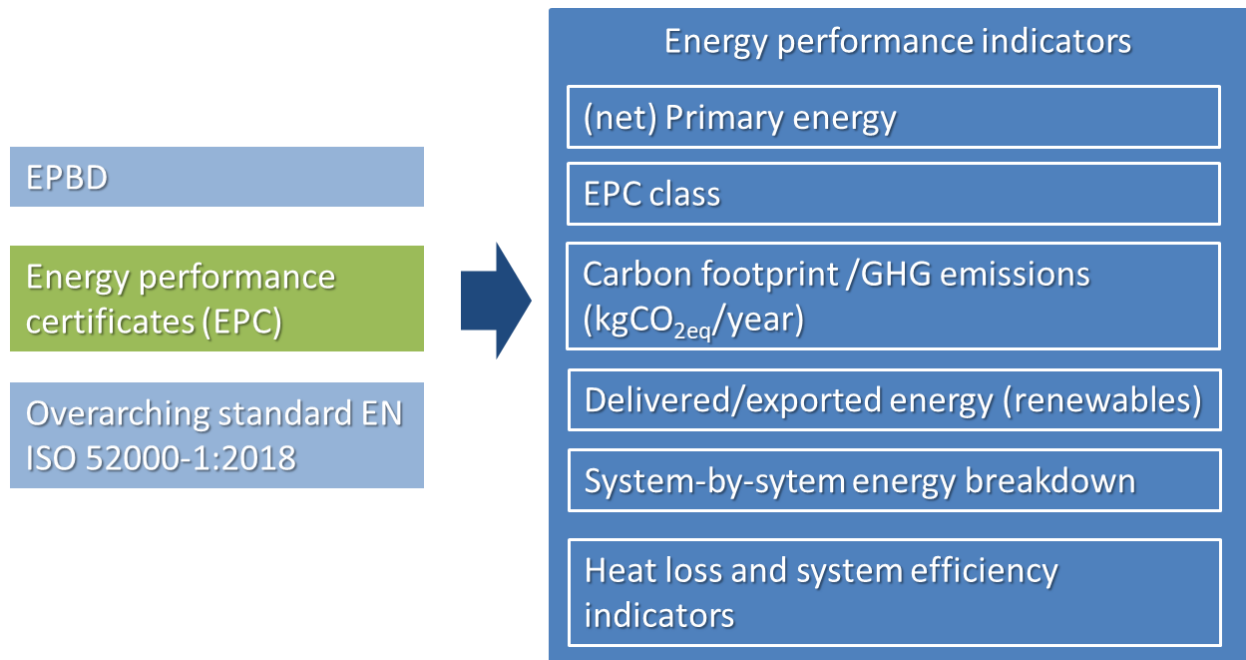 EPBD
Energy performance
certificates (EPC)
Overarching standard EN
ISO 52000-1:2018
Energy performance indicators
(net) Primary energy
EPC class
Carbon footprint /GHG emissions
(kgCO2eq/year)
Delivered/exported energy (renewables)
System-by-sytem energy breakdown
Heat loss and system efficiency
indicators